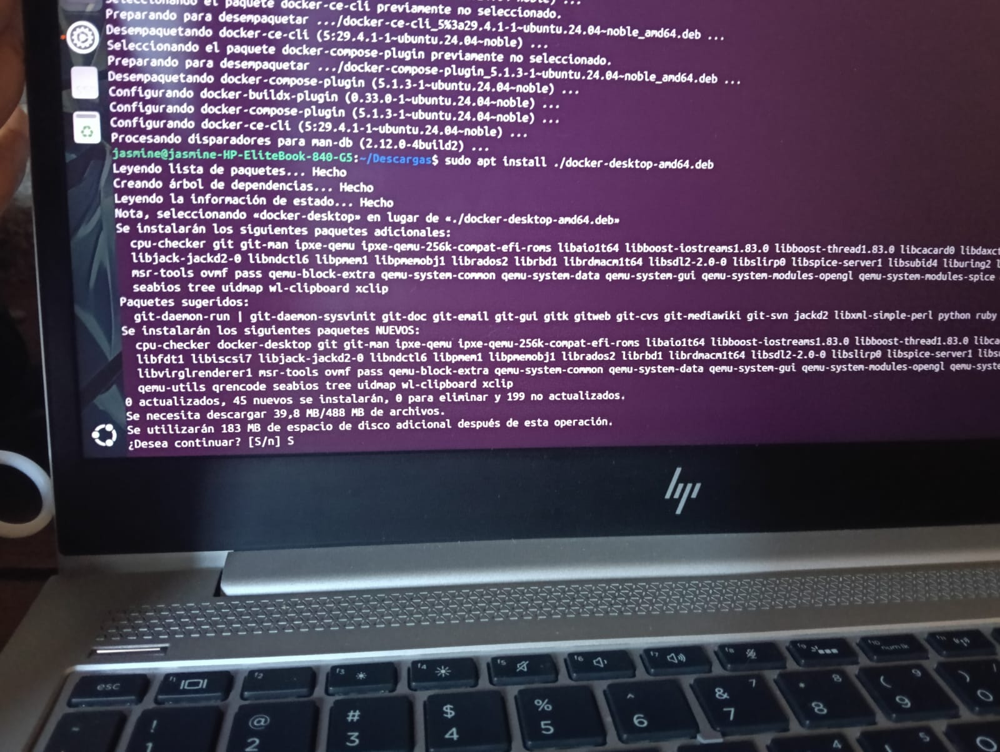 Seleccionando el paquete docker-ce-cli previamente no seleccionado.
Preparando para desempaquetar .../docker-ce-cli_5%3a29.4.1-1~ubuntu.24.04~noble_amd64.deb ...
Desempaquetando docker-ce-cli (5:29.4.1-1~ubuntu.24.04~noble) ...
Seleccionando el paquete docker-compose-plugin previamente no seleccionado.
Preparando para desempaquetar .../docker-compose-plugin_5.1.3-1~ubuntu.24.04~noble_amd64.deb ...
Desempaquetando docker-compose-plugin (5.1.3-1~ubuntu.24.04~noble) ...
Configurando docker-buildx-plugin (0.33.0-1~ubuntu.24.04~noble) ...
Configurando docker-compose-plugin (5.1.3-1~ubuntu.24.04~noble) ...
Configurando docker-ce-cli (5:29.4.1-1~ubuntu.24.04~noble) ...
Procesando disparadores para man-db (2.12.0-4build2) ...
jasmine@jasmine-HP-EliteBook-840-G5:~/Descargas$ sudo apt install ./docker-desktop-amd64.deb
Leyendo lista de paquetes... Hecho
Creando árbol de dependencias... Hecho
Leyendo la información de estado... Hecho
Nota, seleccionando «docker-desktop» en lugar de «./docker-desktop-amd64.deb»
Se instalarán los siguientes paquetes adicionales:
cpu-checker git git-man ipxe-qemu ipxe-qemu-256k-compat-efi-roms libaio1t64 libboost-iostreams1.83.0 libboost-thread1.83.0 libcacard0 libdaxct
libjack-jackd2-0 libndctl6 libpmem1 libpmemobj1 librados2 librbd1 librdmacm1t64 libsdl2-2.0-0 libslirp0 libspice-server1 libsubid4 liburing2 l
msr-tools ovmf pass qemu-block-extra qemu-system-common qemu-system-data qemu-system-gui qemu-system-modules-opengl qemu-system-modules-spice
seabios tree uidmap wl-clipboard xclip
Paquetes sugeridos:
git-daemon-run | git-daemon-sysvinit git-doc git-email git-gui gitk gitweb git-cvs git-mediawiki git-svn jackd2 libxml-simple-perl python ruby
Se instalarán los siguientes paquetes NUEVOS:
cpu-checker docker-desktop git git-man ipxe-qemu ipxe-qemu-256k-compat-efi-roms libaio1t64 libboost-iostreams1.83.0 libboost-thread1.83.0 libca
libfdt1 libiscsi7 libjack-jackd2-0 libndctl6 libpmem1 libpmemobj1 librados2 librbd1 librdmacm1t64 libsdl2-2.0-0 libslirp0 libspice-server1 libs
libvirglrenderer1 msr-tools ovmf pass qemu-block-extra qemu-system-common qemu-system-data qemu-system-gui qemu-system-modules-opengl qemu-syste
qemu-utils qrencode seabios tree uidmap wl-clipboard xclip
0 actualizados, 45 nuevos se instalarán, 0 para eliminar y 199 no actualizados.
Se necesita descargar 39,8 MB/488 MB de archivos.
Se utilizarán 183 MB de espacio de disco adicional después de esta operación.
¿Desea continuar? [S/n] S
hp
esc f1 f2 f3 f4 f5 f6 f7 f8 f9 f10 numlk f11
! 1 @ 2 # 3 $ 4 % 5 ^ 6 & 7 7 * 8 8 ( 9 9 ) 0
4 5